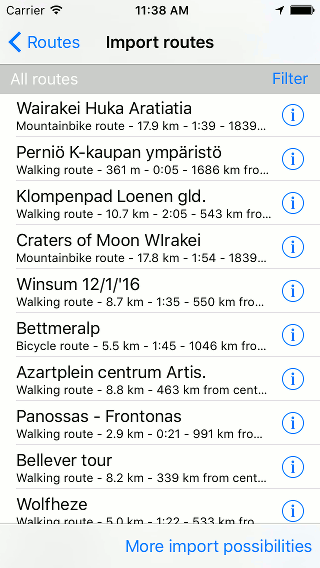 Carrier 11:38 AM
Routes Import routes
All routes Filter
Wairakei Huka Aratiatia
Mountainbike route - 17.9 km - 1:39 - 1839...
Perniö K-kaupan ympäristö
Walking route - 361 m - 0:05 - 1686 km fro...
Klompenpad Loenen gld.
Walking route - 10.7 km - 2:05 - 543 km fro...
Craters of Moon WIrakei
Mountainbike route - 17.8 km - 1:54 - 1839...
Winsum 12/1/'16
Walking route - 8.7 km - 1:35 - 550 km fro...
Bettmeralp
Bicycle route - 5.5 km - 1:45 - 1046 km fro...
Azartplein centrum Artis.
Walking route - 8.8 km - 463 km from cent...
Panossas - Frontonas
Walking route - 2.9 km - 0:21 - 991 km fro...
Bellever tour
Walking route - 8.2 km - 339 km from cent...
Wolfheze
Walking route - 5.0 km - 1:22 - 533 km fro...
More import possibilities